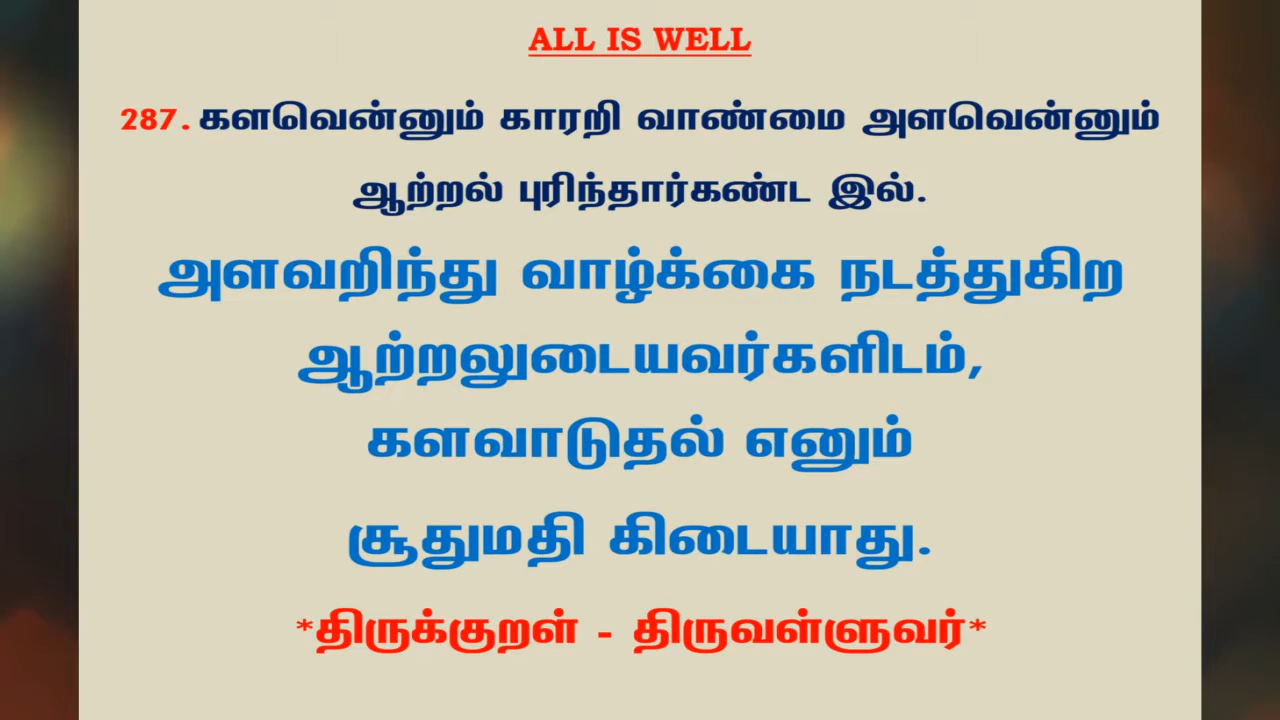 ALL IS WELL
287. களவென்னும் காரறி வாண்மை அளவென்னும்
ஆற்றல் புரிந்தார்கண்ட இல்.
அளவறிந்து வாழ்க்கை நடத்துகிற
ஆற்றலுடையவர்களிடம்,
களவாடுதல் எனும்
சூதுமதி கிடையாது.
*திருக்குறள் - திருவள்ளுவர்*